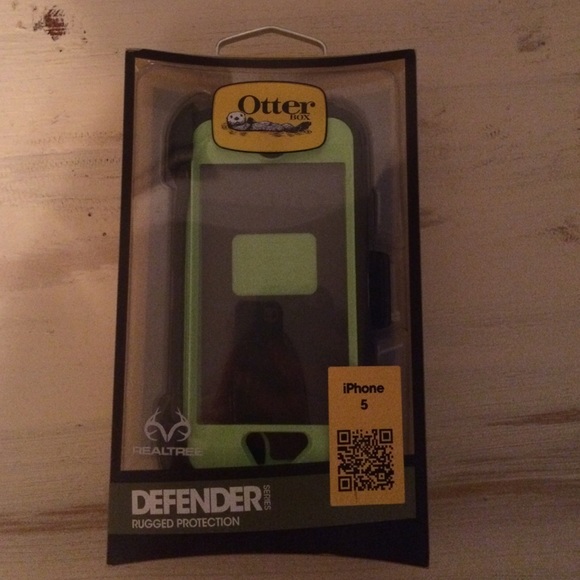 Otter
BOX
iPhone
5
REALTREE
DEFENDER
SERIES
RUGGED PROTECTION